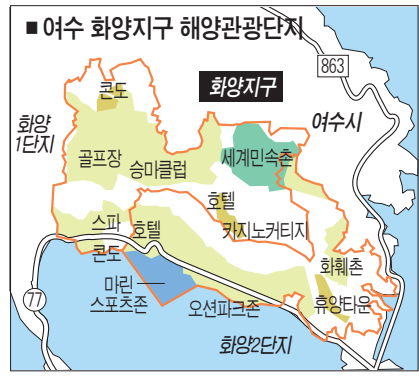 ■ 여수 화양지구 해양관광단지
863
콘도
화양지구
화양
1단지
여수시
골프장
승마클럽
세계민속촌
호텔
카지노커티지
스파
콘도
호텔
화훼촌
마린
스포츠존
오션파크존
휴양타운
77
화양2단지